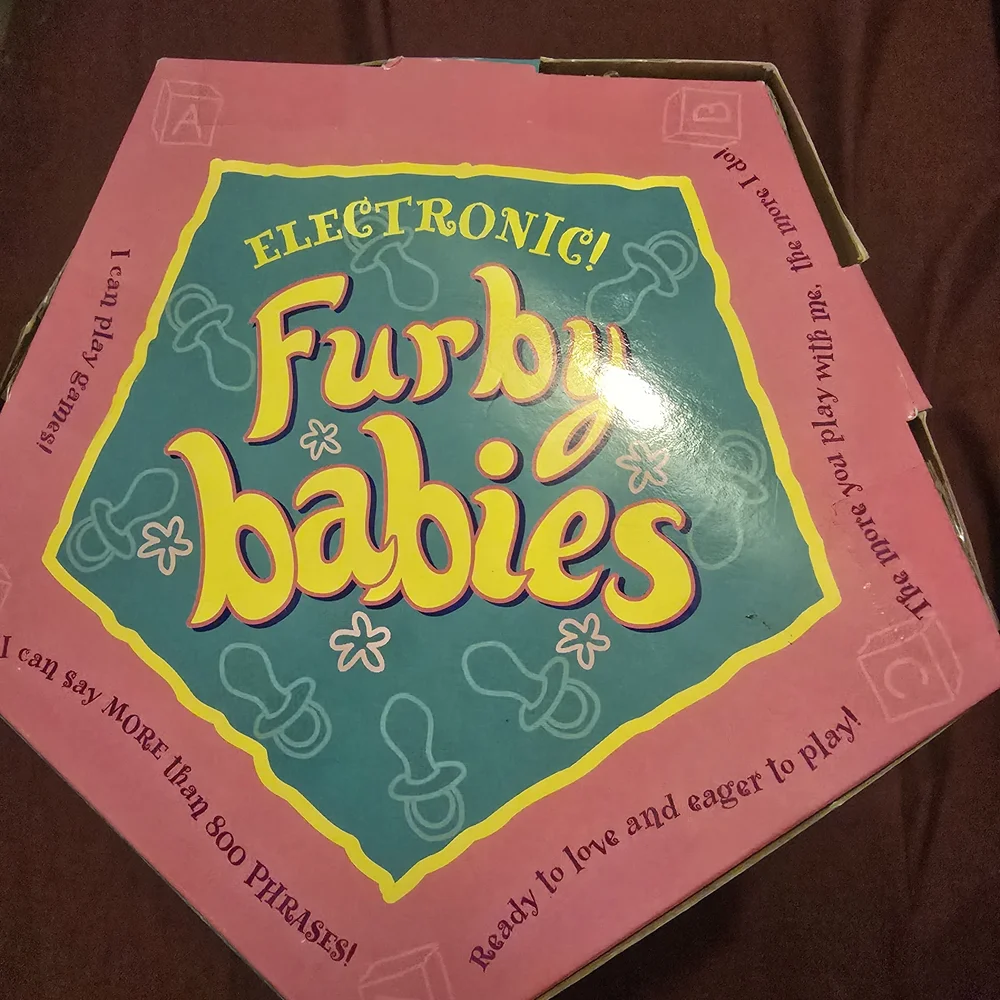 A
B
ELECTRONIC!
Furby
babies
I can play games!
The more you play with me, the more I do!
I can say MORE than 800 PHRASES!
Ready to love and eager to play!
C